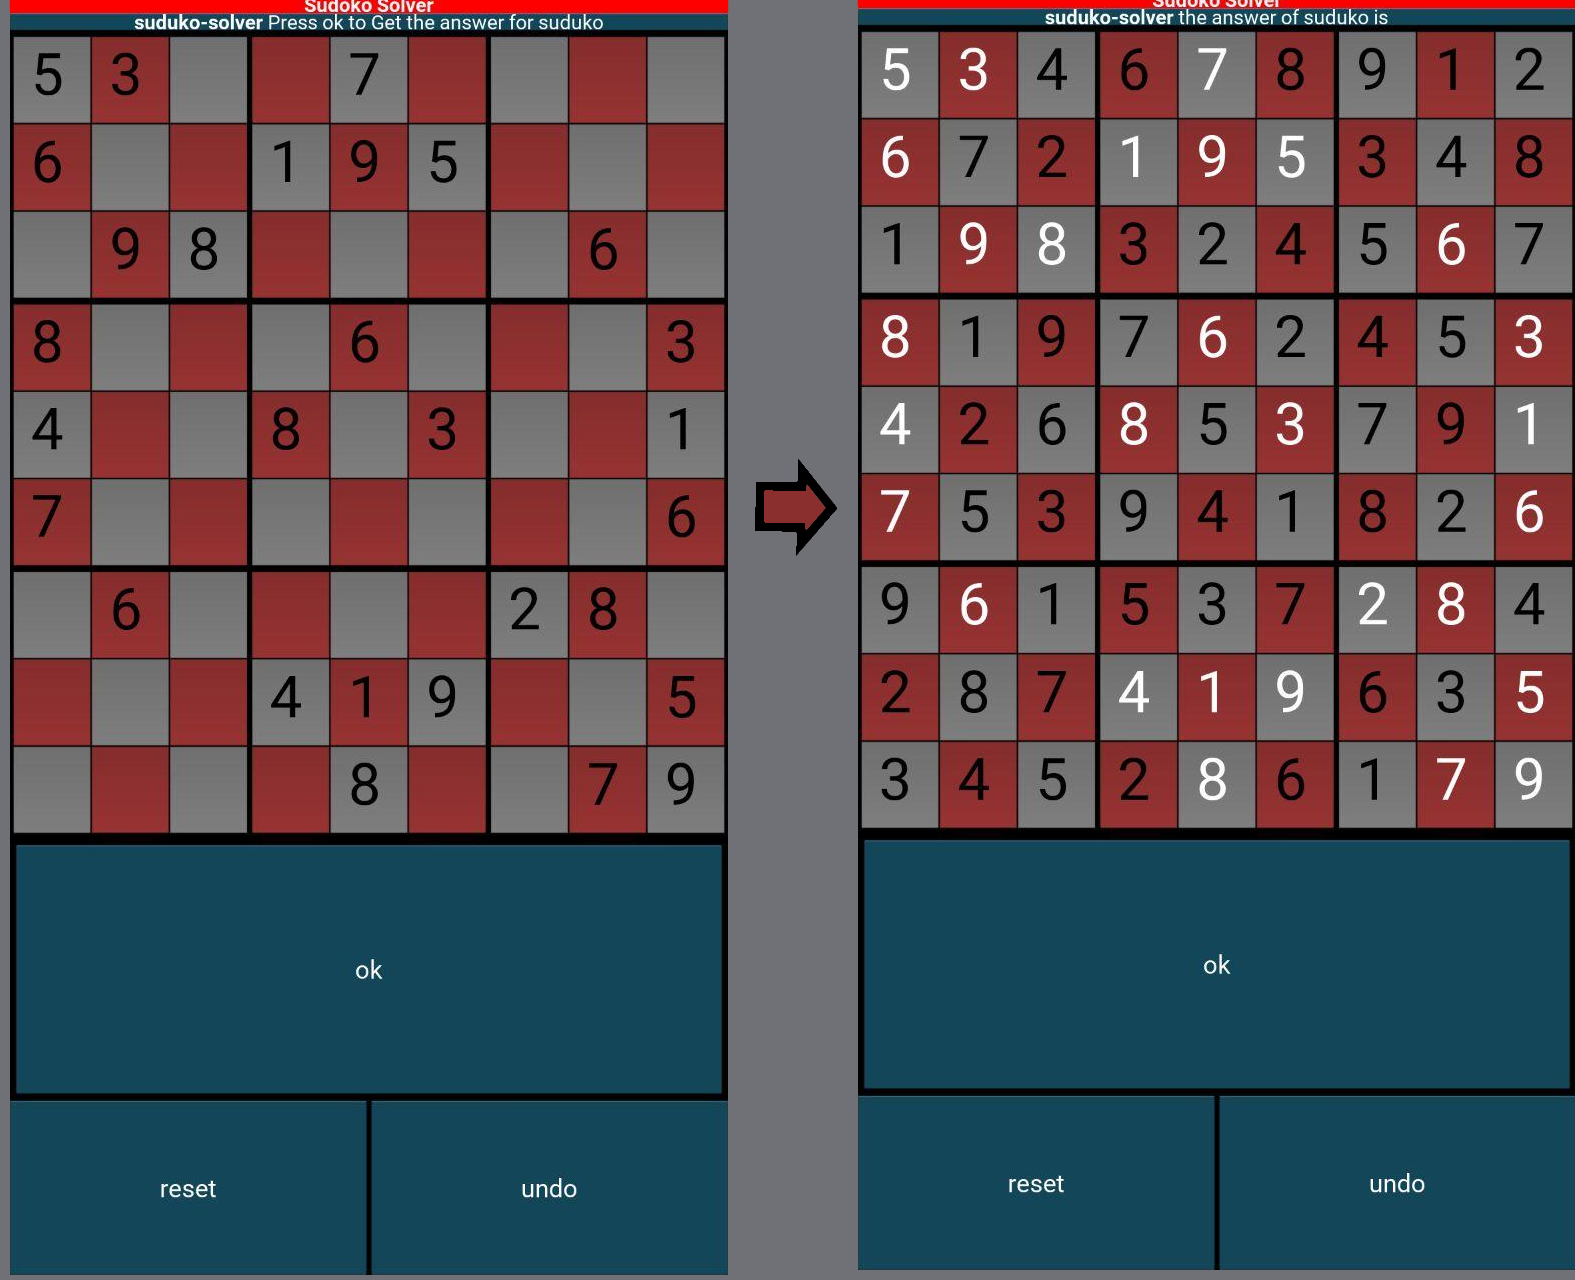 Sudoko Solver
suduko-solver Press ok to Get the answer for suduko
5 3 7
6 1 9 5
9 8 6
8 6 3
4 8 3 1
7 6
6 2 8
4 1 9 5
8 7 9
ok
reset undo
Sudoko Solver
suduko-solver the answer of suduko is
5 3 4 6 7 8 9 1 2
6 7 2 1 9 5 3 4 8
1 9 8 3 2 4 5 6 7
8 1 9 7 6 2 4 5 3
4 2 6 8 5 3 7 9 1
7 5 3 9 4 1 8 2 6
9 6 1 5 3 7 2 8 4
2 8 7 4 1 9 6 3 5
3 4 5 2 8 6 1 7 9
ok
reset undo